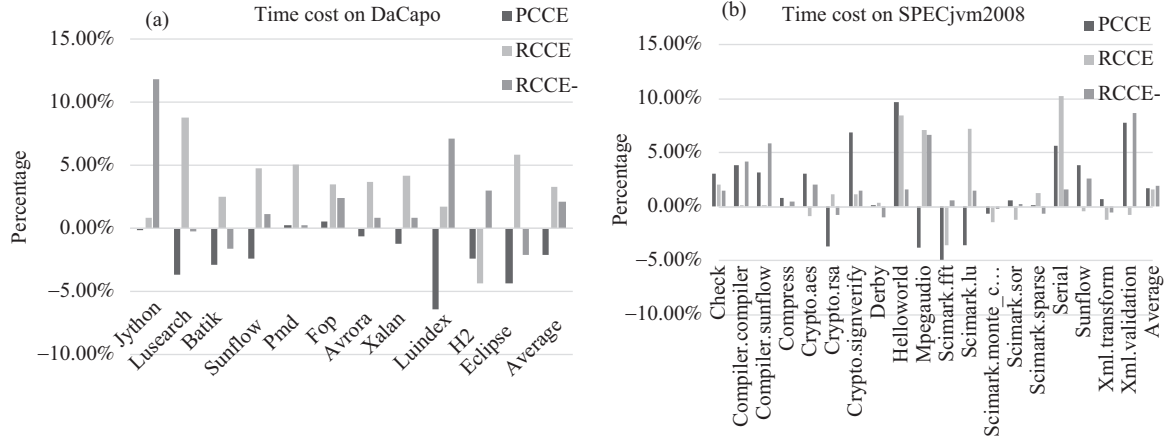 (a)
Time cost on DaCapo
PCCE
RCCE
RCCE-
15.00%
10.00%
5.00%
0.00%
−5.00%
−10.00%
Percentage
Jython
Lusearch
Batik
Sunflow
Pmd
Fop
Avrora
Xalan
Luindex
H2
Eclipse
Average
(b)
Time cost on SPECjvm2008
PCCE
RCCE
RCCE-
15.00%
10.00%
5.00%
0.00%
−5.00%
−10.00%
Percentage
Check
Compiler.compiler
Compiler.sunflow
Compress
Crypto.aes
Crypto.rsa
Crypto.signverify
Derby
Helloworld
Mpegaudio
Scimark.fft
Scimark.lu
Scimark.monte_c...
Scimark.sor
Scimark.sparse
Serial
Sunflow
Xml.transform
Xml.validation
Average